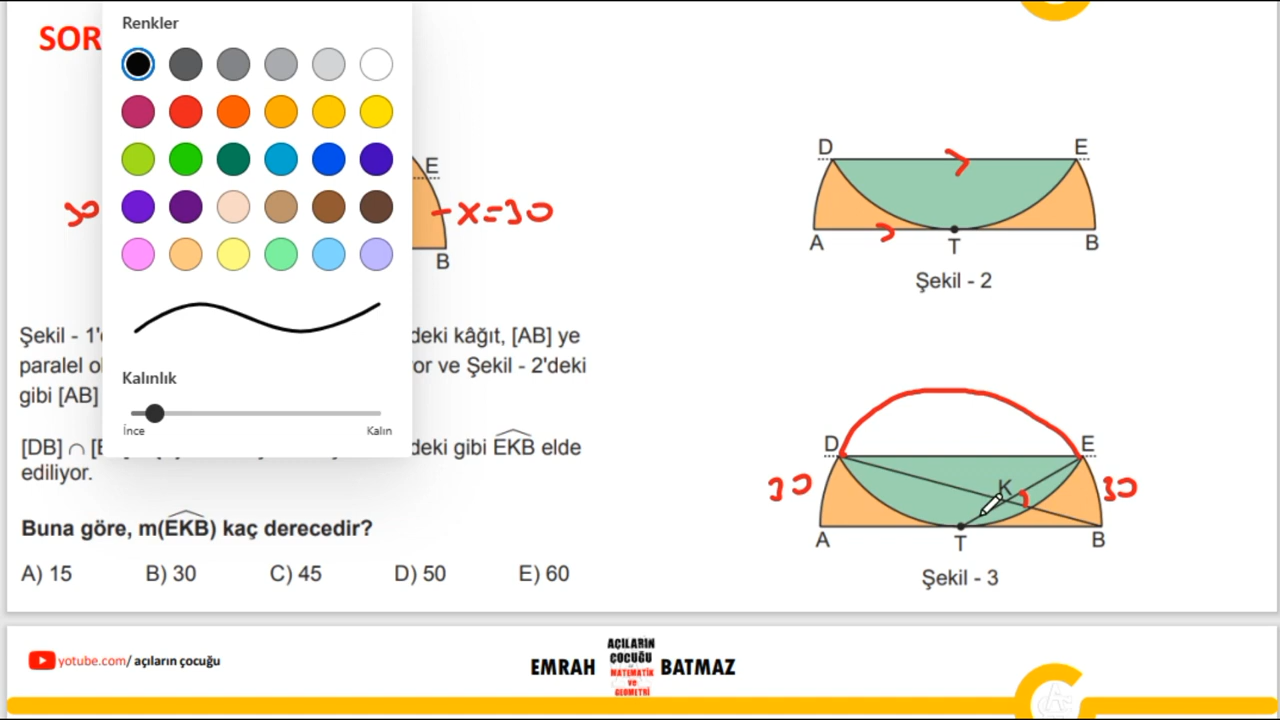 Renkler
SOR
E
30
x=30
B
Kalınlık
İnce
Kalın
D
E
A
T
B
Şekil - 2
Şekil - 1'
deki kâğıt, [AB] ye
paralel
or ve Şekil - 2'deki
gibi [AB]
[DB] ∩
deki gibi EKB elde
ediliyor.
Buna göre, m(EKB) kaç derecedir?
A) 15 B) 30 C) 45 D) 50 E) 60
D
E
30
K
30
A
T
B
Şekil - 3
yotube.com/ açıların çocuğu
EMRAH
AÇILARIN
ÇOCUĞU
MATEMATİK
ve
GEOMETRİ
BATMAZ